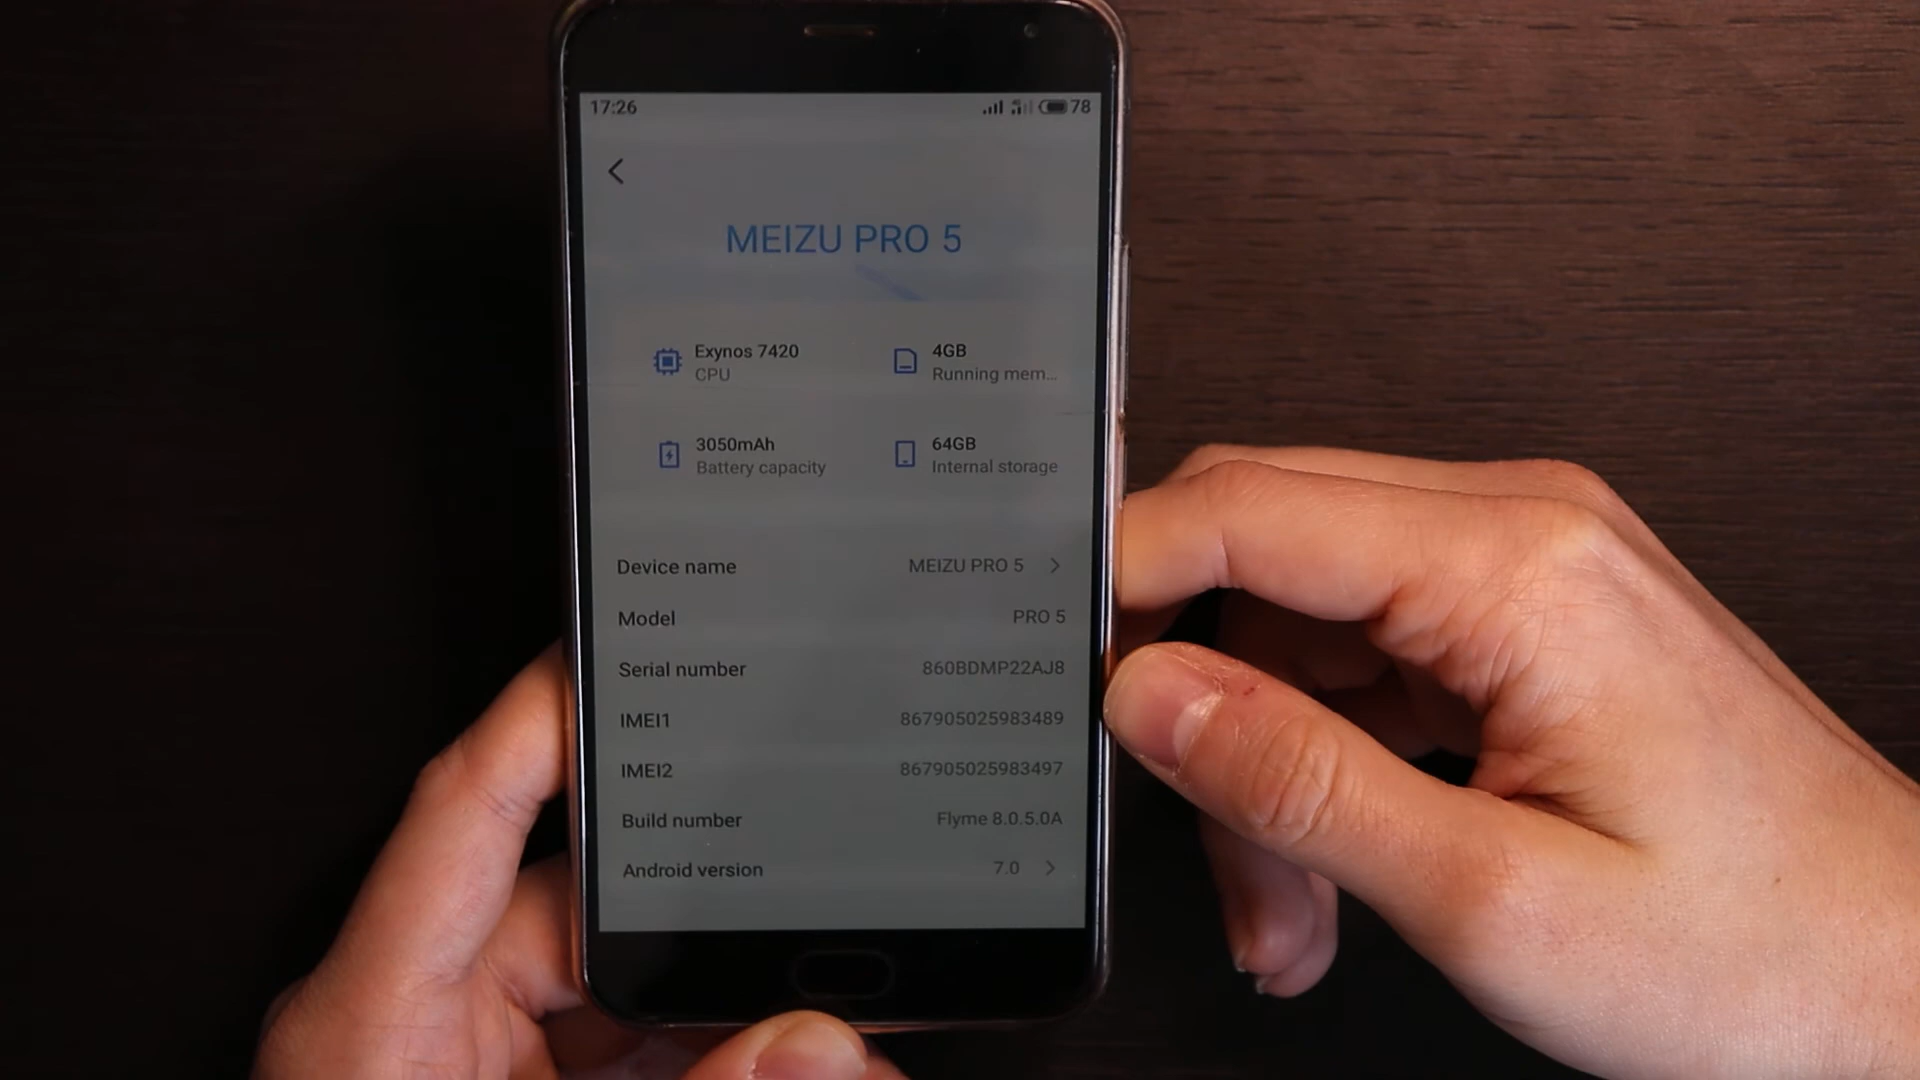 17:26 78
MEIZU PRO 5
Exynos 7420
CPU
4GB
Running mem...
3050mAh
Battery capacity
64GB
Internal storage
Device name MEIZU PRO 5
Model PRO 5
Serial number 860BDMP22AJ8
IMEI1 867905025983489
IMEI2 867905025983497
Build number Flyme 8.0.5.0A
Android version 7.0